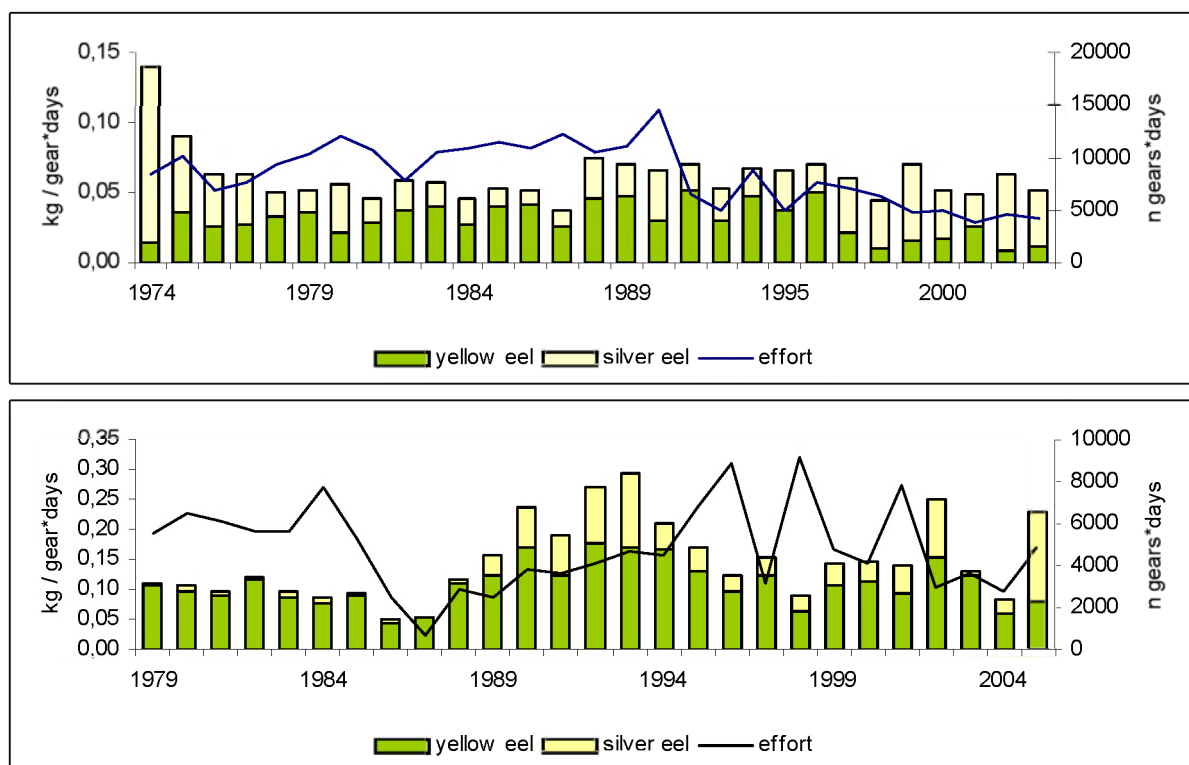 kg / gear*days
0,15
0,10
0,05
0,00
20000
15000
10000
5000
0
n gears*days
1974 1979 1984 1989 1995 2000
yellow eel silver eel effort
kg / gear*days
0,35
0,30
0,25
0,20
0,15
0,10
0,05
0,00
10000
8000
6000
4000
2000
0
n gears*days
1979 1984 1989 1994 1999 2004
yellow eel silver eel effort